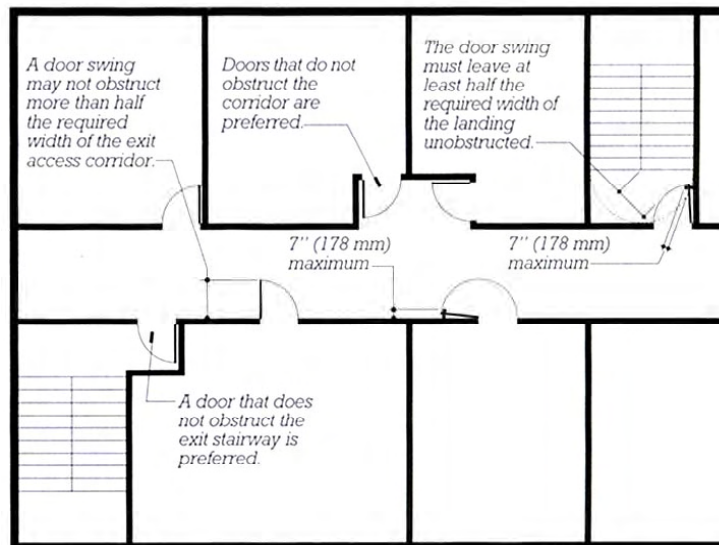 A door swing
may not obstruct
more than half
the required
width of the exit
access corridor.
Doors that do not
obstruct the
corridor are
preferred.
The door swing
must leave at
least half the
required width of
the landing
unobstructed.
7" (178 mm)
maximum
7" (178 mm)
maximum
A door that does
not obstruct the
exit stairway is
preferred.